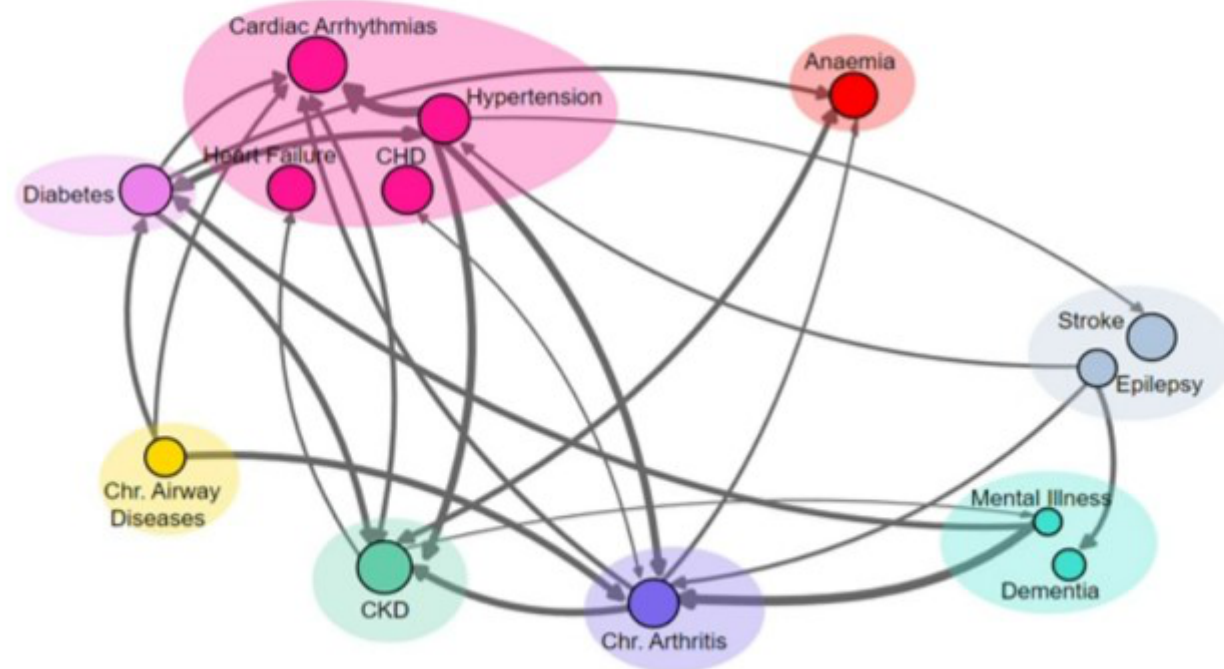 Cardiac Arrhythmias
Anaemia
Hypertension
Heart Failure
CHD
Diabetes
Stroke
Epilepsy
Chr. Airway
Diseases
Mental Illness
Dementia
CKD
Chr. Arthritis